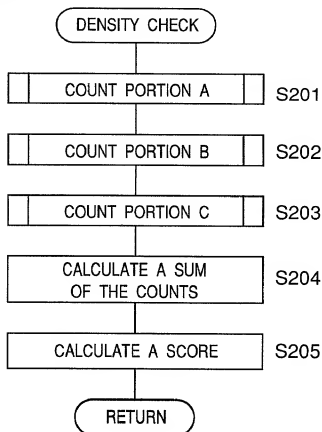 DENSITY CHECK
COUNT PORTION A S201
COUNT PORTION B S202
COUNT PORTION C S203
CALCULATE A SUM
OF THE COUNTS S204
CALCULATE A SCORE S205
RETURN